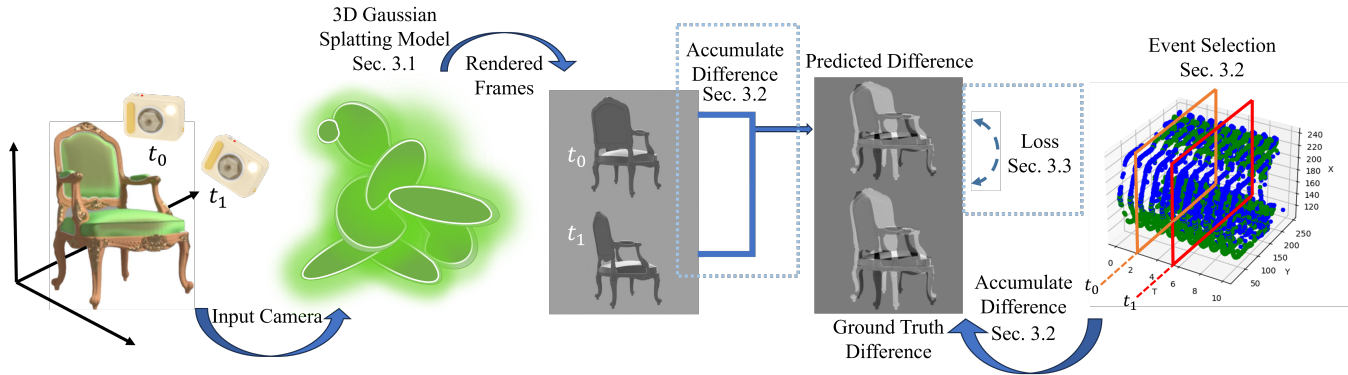 3D Gaussian
Splatting Model
Sec. 3.1
Rendered
Frames
Accumulate
Difference
Sec. 3.2
Predicted Difference
Event Selection
Sec. 3.2
t₀
t₁
t₀
t₁
Loss
Sec. 3.3
Input Camera
Ground Truth
Difference
Accumulate
Difference
Sec. 3.2
240
220
200
180
160
140
120
X
250
200
150
100
50
Y
0
2
4
6
8
10
T
t₀
t₁